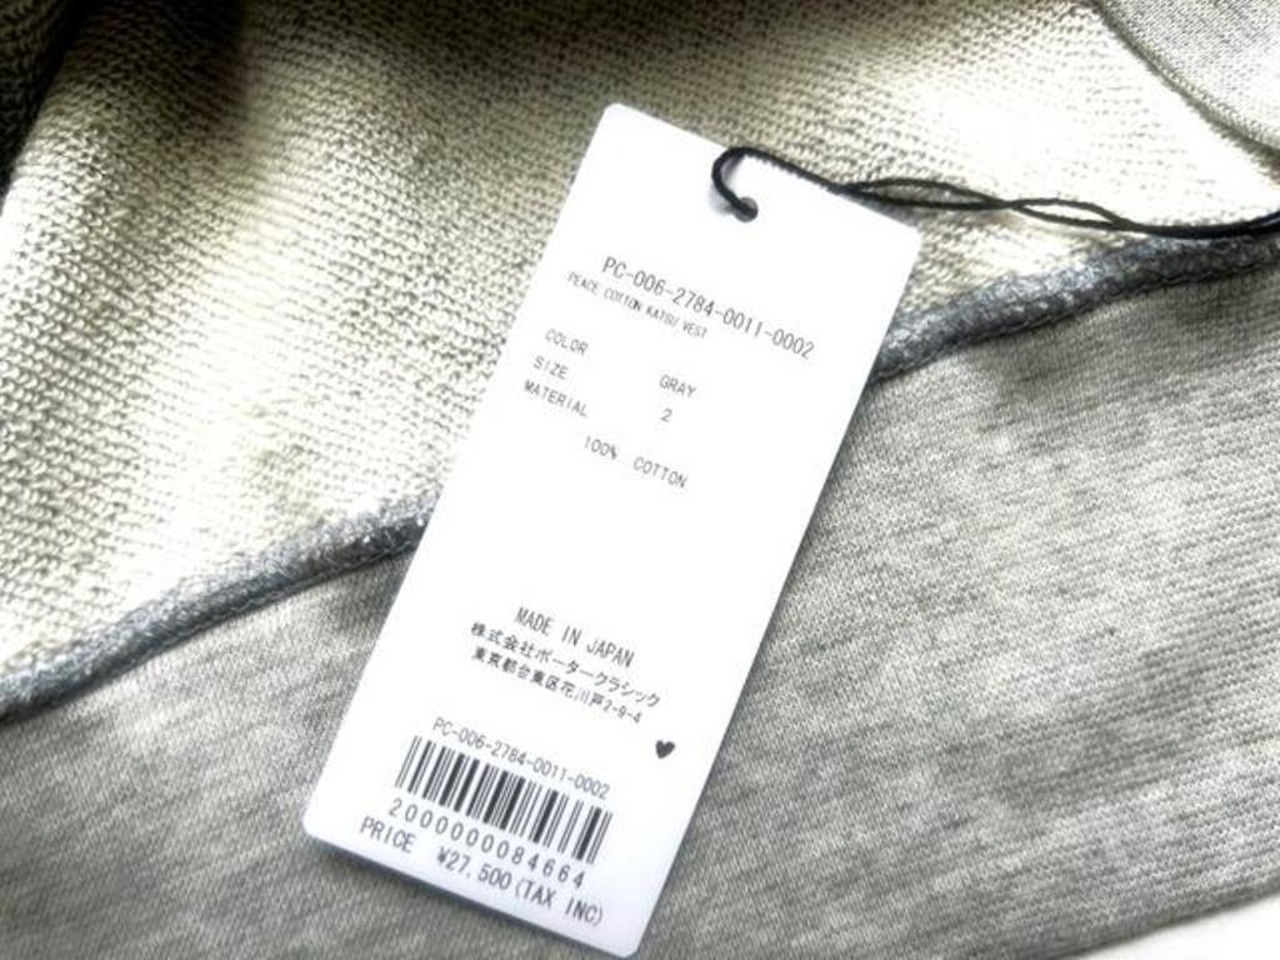 PC-006-2784-0011-0002
PEACE COTTON KATSU VEST
COLOR GRAY
SIZE 2
MATERIAL
100% COTTON
MADE IN JAPAN
株式会社ポータークラシック
東京都台東区花川戸2-9-4
♥
PC-006-2784-0011-0002
2000000084664
PRICE ¥27,500(TAX INC)